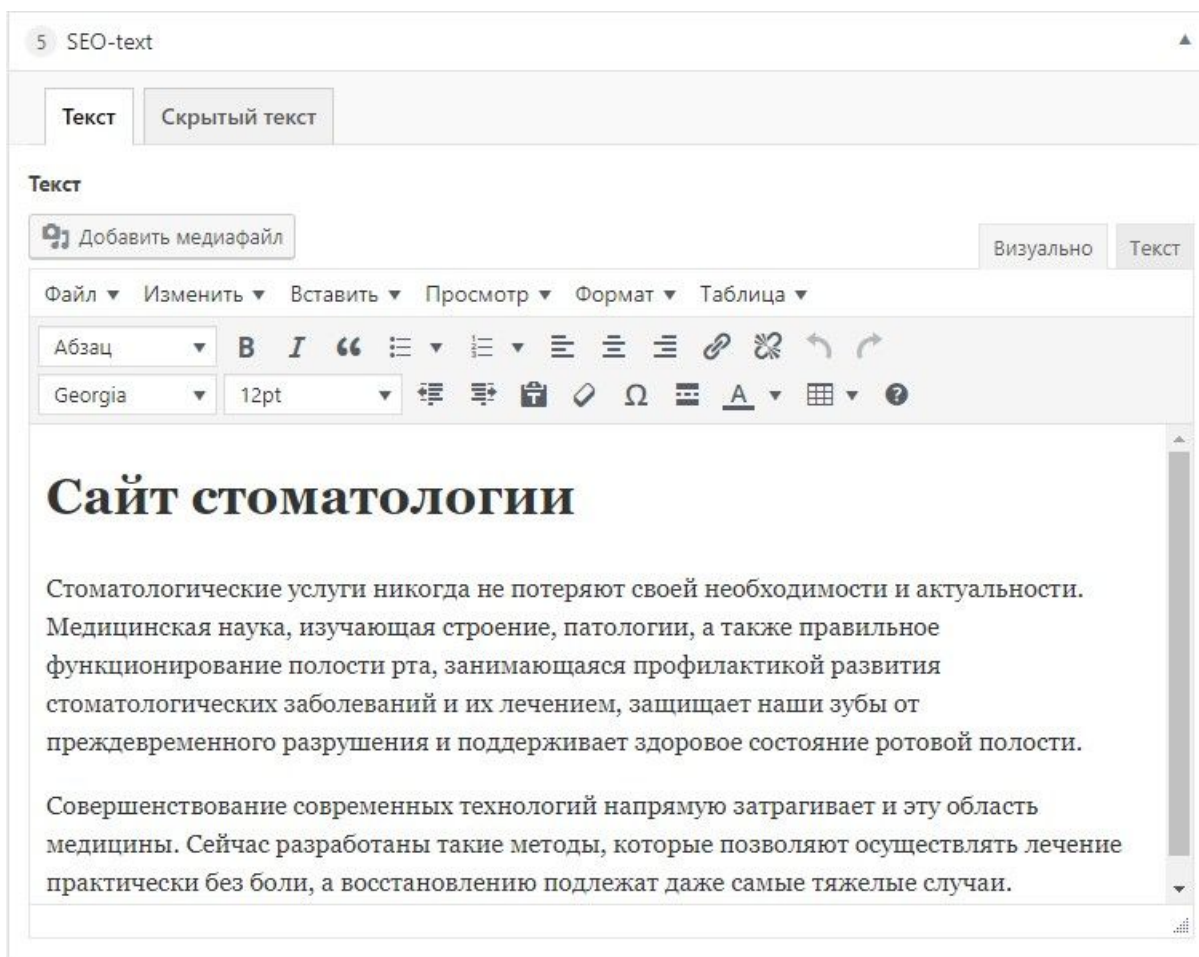 5 SEO-text
Текст Скрытый текст
Текст
Добавить медиафайл
Визуально Текст
Файл Изменить Вставить Просмотр Формат Таблица
Абзац B I
Georgia 12pt Ω A
Сайт стоматологии
Стоматологические услуги никогда не потеряют своей необходимости и актуальности.
Медицинская наука, изучающая строение, патологии, а также правильное
функционирование полости рта, занимающаяся профилактикой развития
стоматологических заболеваний и их лечением, защищает наши зубы от
преждевременного разрушения и поддерживает здоровое состояние ротовой полости.
Совершенствование современных технологий напрямую затрагивает и эту область
медицины. Сейчас разработаны такие методы, которые позволяют осуществлять лечение
практически без боли, а восстановлению подлежат даже самые тяжелые случаи.